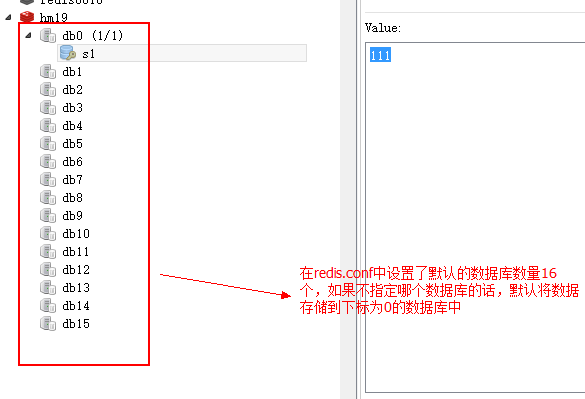 hm19
Value:
db0 (1/1)
s1
111
db1
db2
db3
db4
db5
db6
db7
db8
db9
db10
db11
db12
db13
db14
db15
在redis.conf中设置了默认的数据库数量16
个，如果不指定哪个数据库的话，默认将数据
存储到下标为0的数据库中